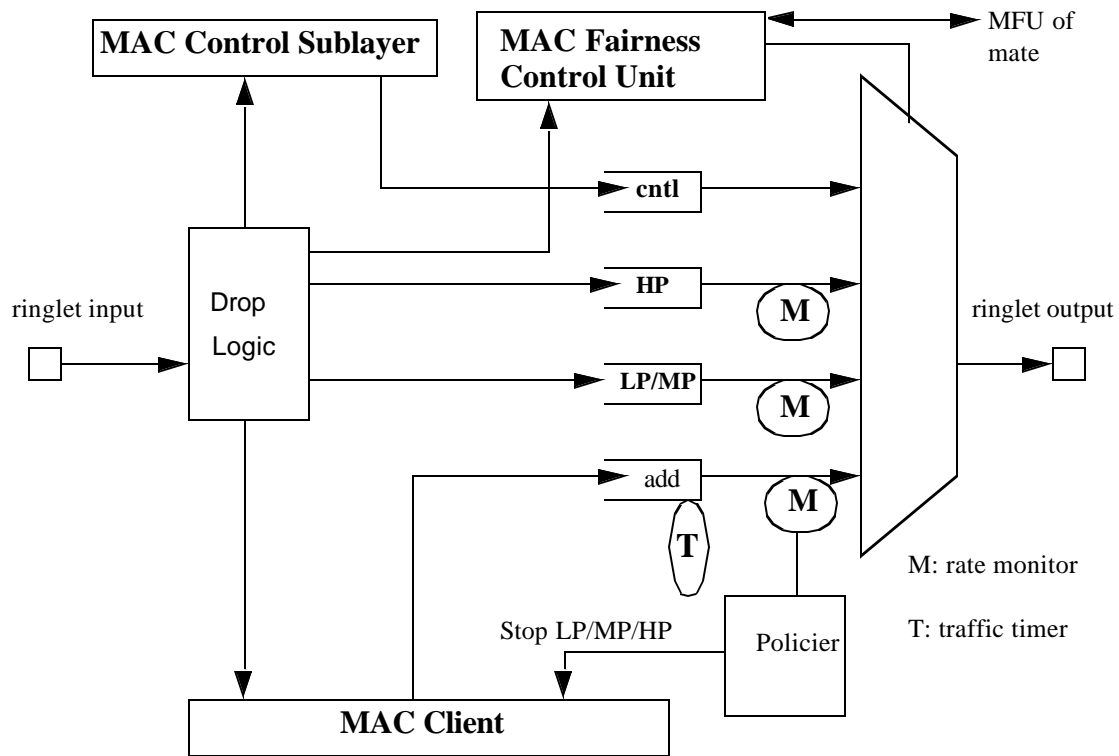 MAC Control Sublayer
MAC Fairness
Control Unit
MFU of
mate
cntl
ringlet input
Drop
Logic
HP
M
ringlet output
LP/MP
M
add
M
T
M: rate monitor
T: traffic timer
Stop LP/MP/HP
Policier
MAC Client